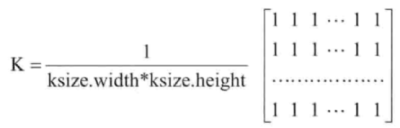 K = 1 / ksize.width*ksize.height
1 1 1 ⋯ 1 1
1 1 1 ⋯ 1 1
⋯⋯⋯⋯⋯⋯
1 1 1 ⋯ 1 1